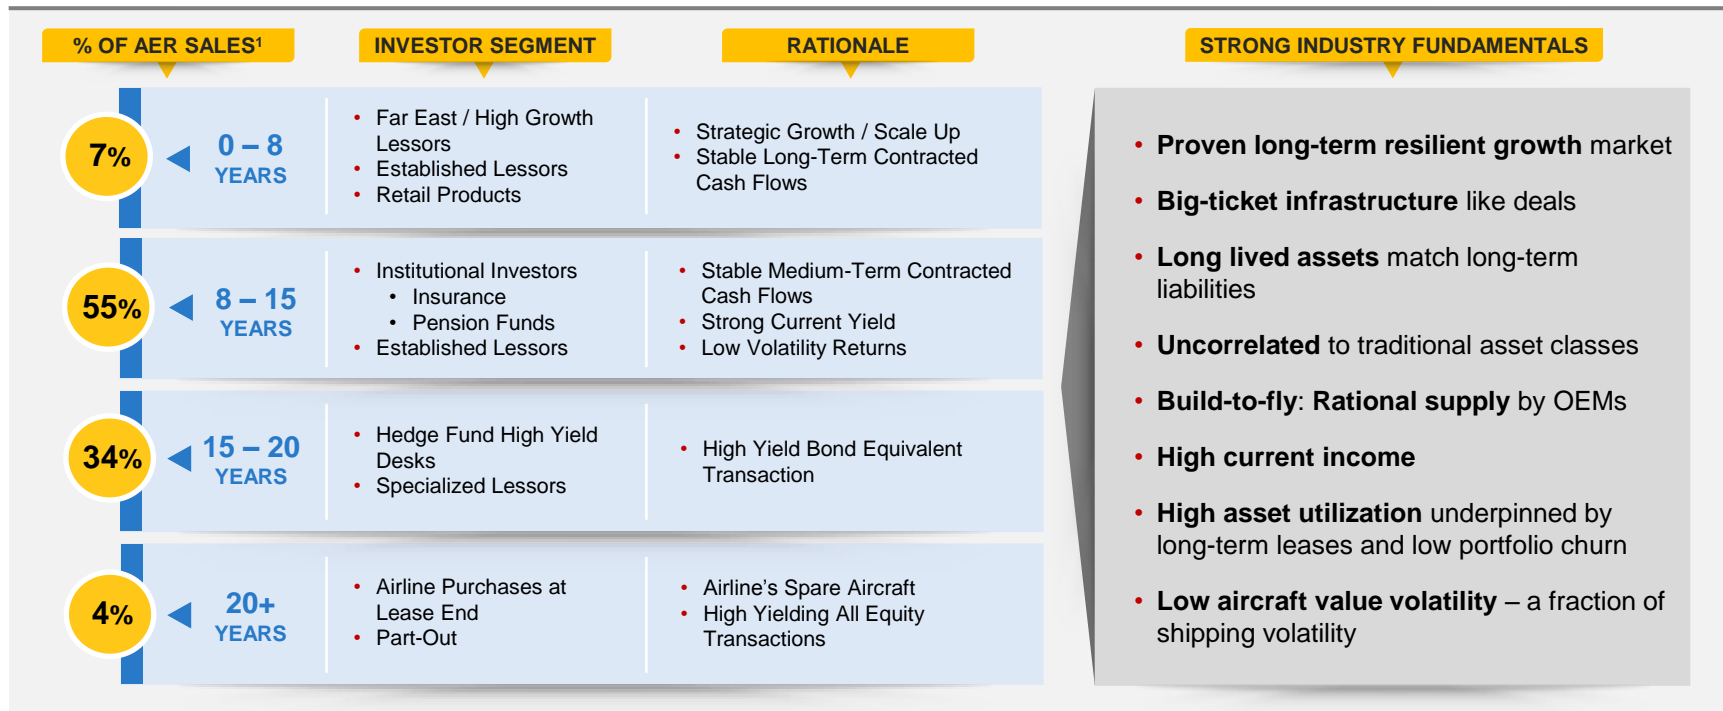 % OF AER SALES¹
INVESTOR SEGMENT
RATIONALE
STRONG INDUSTRY FUNDAMENTALS
7%
0 – 8
YEARS
• Far East / High Growth
Lessors
• Established Lessors
• Retail Products
• Strategic Growth / Scale Up
• Stable Long-Term Contracted
Cash Flows
55%
8 – 15
YEARS
• Institutional Investors
• Insurance
• Pension Funds
• Established Lessors
• Stable Medium-Term Contracted
Cash Flows
• Strong Current Yield
• Low Volatility Returns
34%
15 – 20
YEARS
• Hedge Fund High Yield
Desks
• Specialized Lessors
• High Yield Bond Equivalent
Transaction
4%
20+
YEARS
• Airline Purchases at
Lease End
• Part-Out
• Airline's Spare Aircraft
• High Yielding All Equity
Transactions
• Proven long-term resilient growth market
• Big-ticket infrastructure like deals
• Long lived assets match long-term
liabilities
• Uncorrelated to traditional asset classes
• Build-to-fly: Rational supply by OEMs
• High current income
• High asset utilization underpinned by
long-term leases and low portfolio churn
• Low aircraft value volatility – a fraction of
shipping volatility